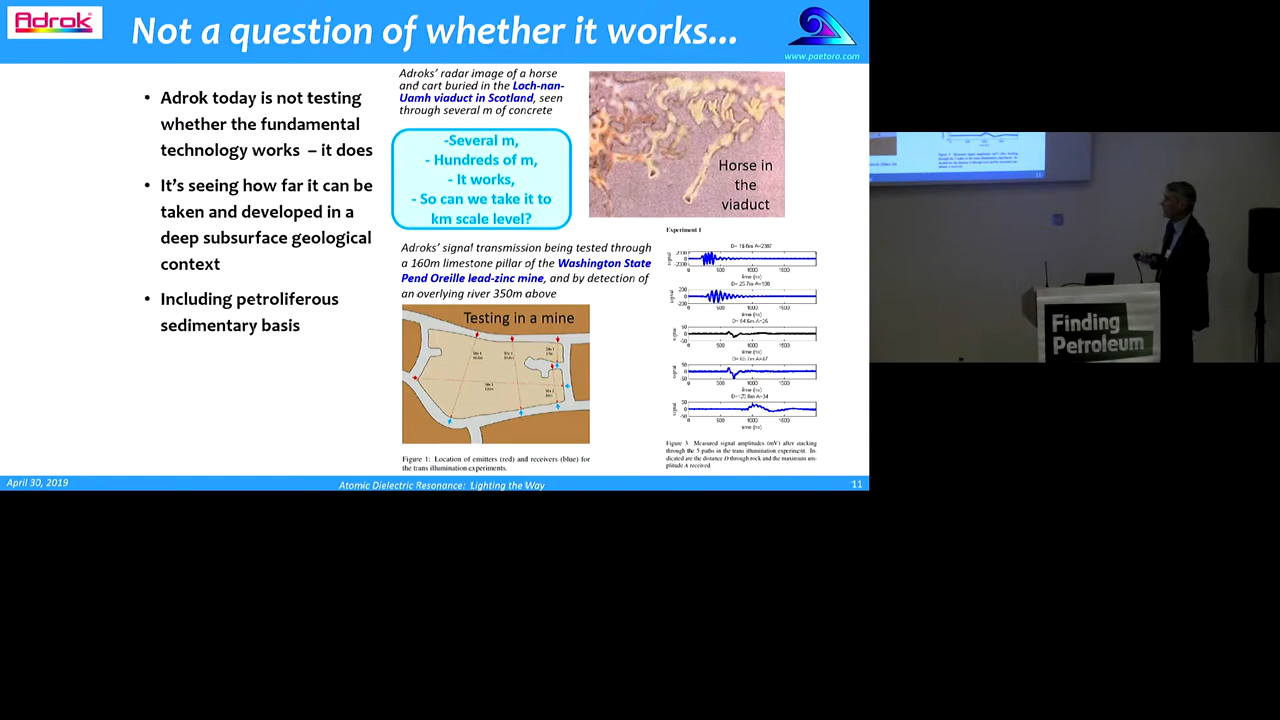 Adrok
Not a question of whether it works...
www.paetoro.com
• Adrok today is not testing
whether the fundamental
technology works – it does
• It's seeing how far it can be
taken and developed in a
deep subsurface geological
context
• Including petroliferous
sedimentary basis
Adroks' radar image of a horse
and cart buried in the Loch-nan-
Uamh viaduct in Scotland, seen
through several m of concrete
-Several m,
- Hundreds of m,
- It works,
- So can we take it to
km scale level?
Horse in
the
viaduct
Adroks' signal transmission being tested through
a 160m limestone pillar of the Washington State
Pend Oreille lead-zinc mine, and by detection of
an overlying river 350m above
Testing in a mine
Figure 1: Location of emitters (red) and receivers (blue) for
the trans illumination experiments.
Experiment 1
Figure 3 Measured signal amplitudes (mV) after stacking
through the 5 paths in the trans illumination experiment. In-
dicated are the distance D through rock and the maximum am-
plitude A received
April 30, 2019
Atomic Dielectric Resonance: Lighting the Way
11
Finding
Petroleum